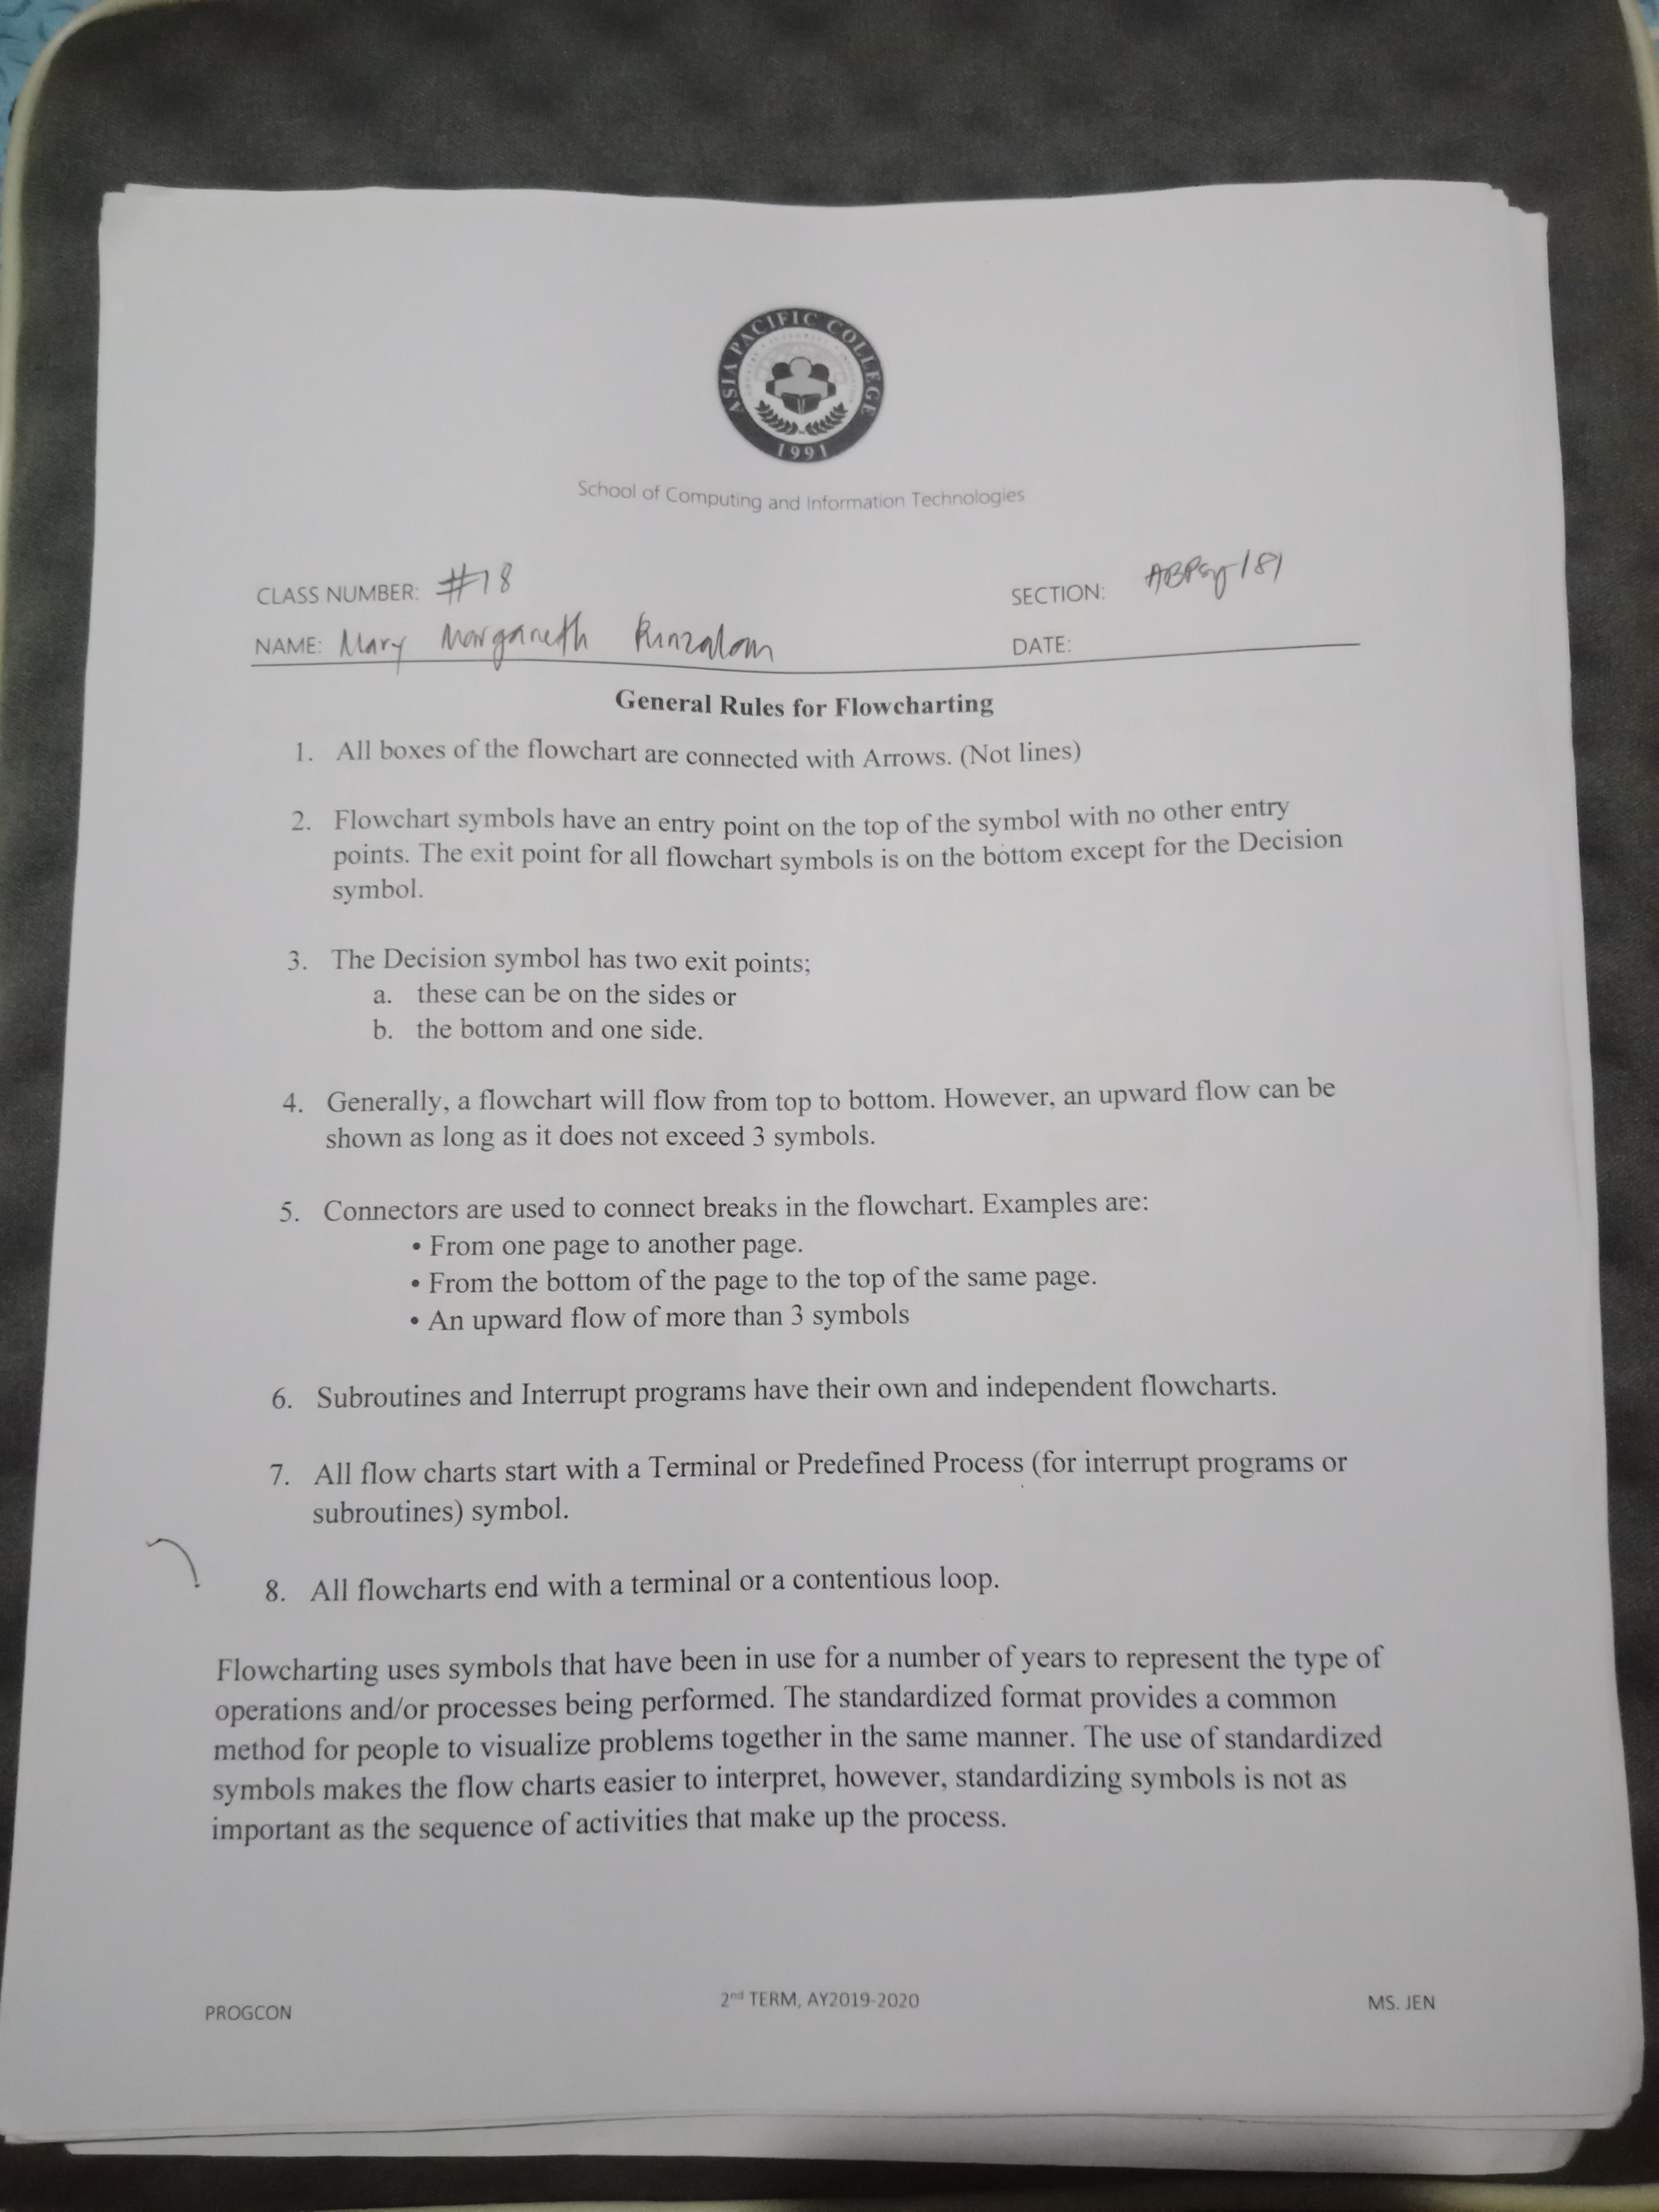 ASIA PACIFIC COLLEGE
1991
School of Computing and Information Technologies
CLASS NUMBER: #18 SECTION: ABPsy181
NAME: Mary Morganeth DATE:
General Rules for Flowcharting
1. All boxes of the flowchart are connected with Arrows. (Not lines)
2. Flowchart symbols have an entry point on the top of the symbol with no other entry
points. The exit point for all flowchart symbols is on the bottom except for the Decision
symbol.
3. The Decision symbol has two exit points;
a. these can be on the sides or
b. the bottom and one side.
4. Generally, a flowchart will flow from top to bottom. However, an upward flow can be
shown as long as it does not exceed 3 symbols.
5. Connectors are used to connect breaks in the flowchart. Examples are:
• From one page to another page.
• From the bottom of the page to the top of the same page.
• An upward flow of more than 3 symbols
6. Subroutines and Interrupt programs have their own and independent flowcharts.
7. All flow charts start with a Terminal or Predefined Process (for interrupt programs or
subroutines) symbol.
8. All flowcharts end with a terminal or a contentious loop.
Flowcharting uses symbols that have been in use for a number of years to represent the type of
operations and/or processes being performed. The standardized format provides a common
method for people to visualize problems together in the same manner. The use of standardized
symbols makes the flow charts easier to interpret, however, standardizing symbols is not as
important as the sequence of activities that make up the process.
PROGCON 2nd TERM, AY2019-2020 MS. JEN